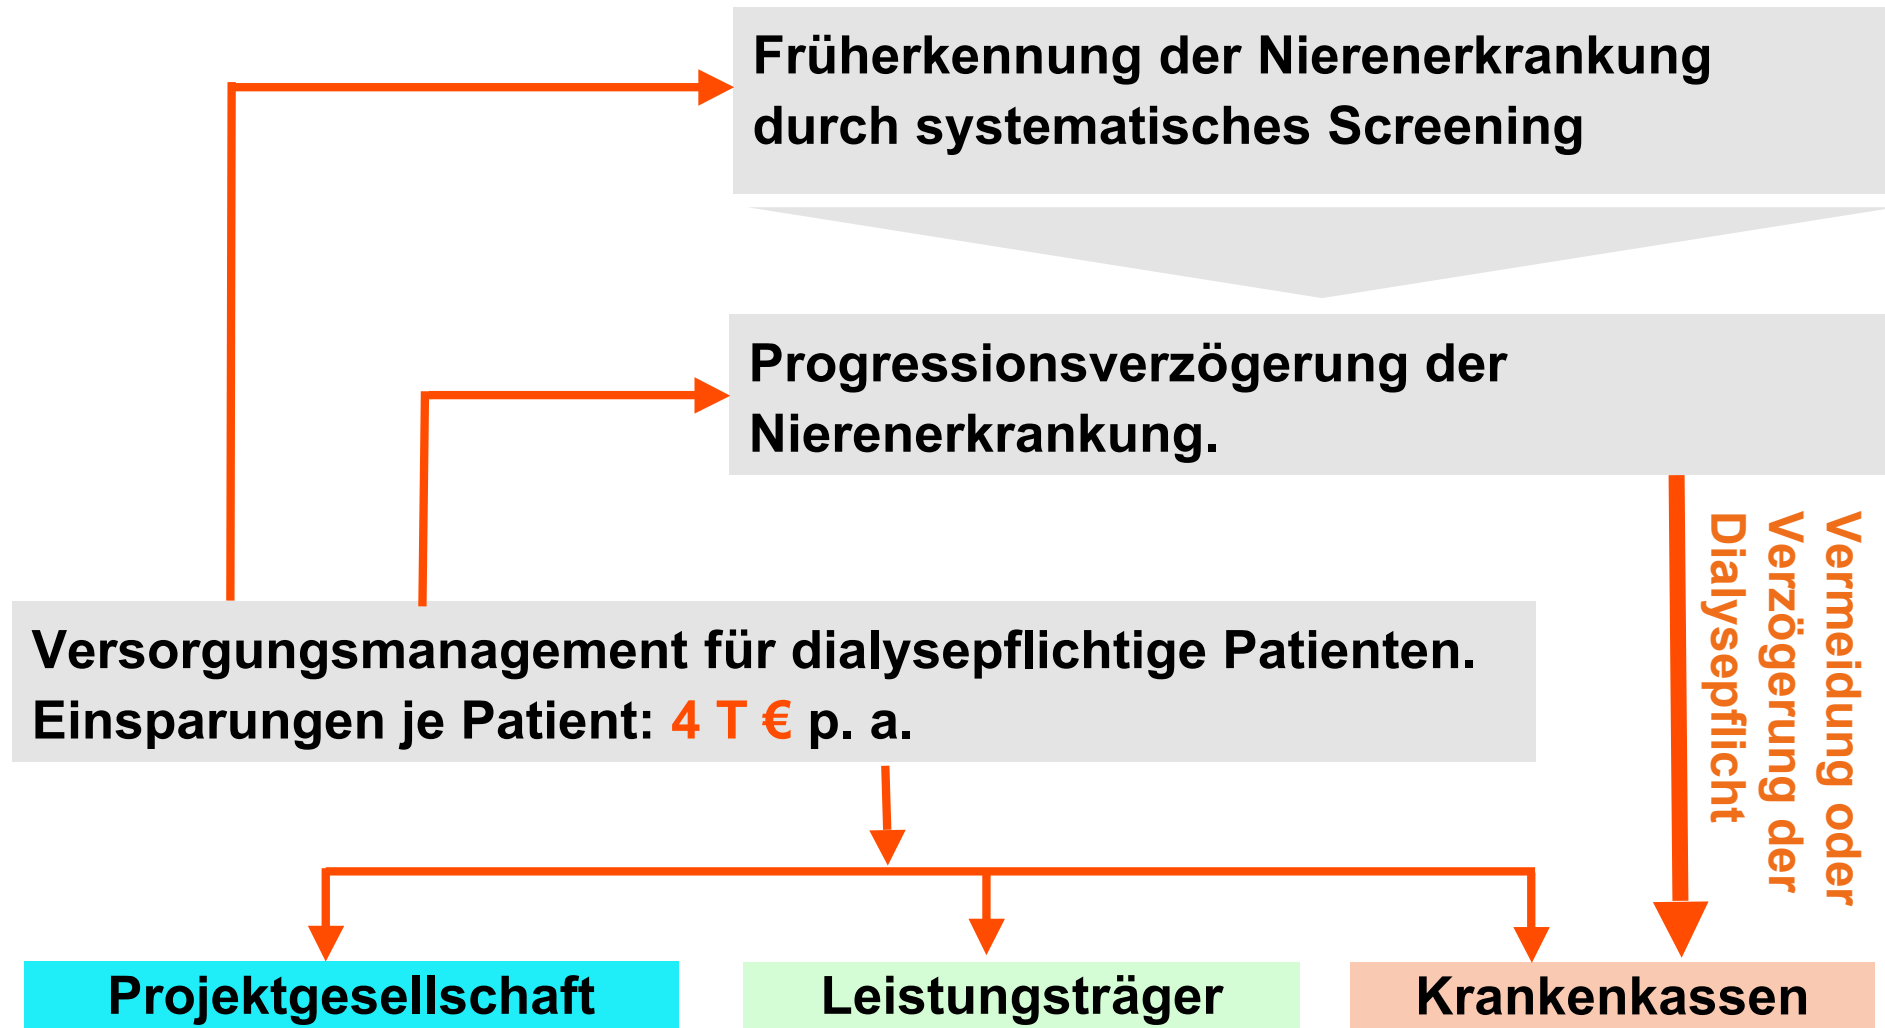 Früherkennung der Nierenerkrankung
durch systematisches Screening
Progressionsverzögerung der
Nierenerkrankung.
Vermeidung oder
Verzögerung der
Dialysepflicht
Versorgungsmanagement für dialysepflichtige Patienten.
Einsparungen je Patient: 4 T € p. a.
Projektgesellschaft
Leistungsträger
Krankenkassen